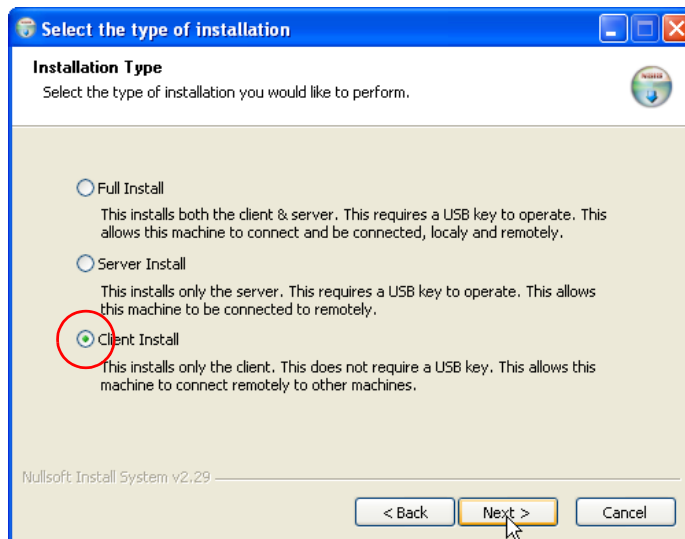 Select the type of installation
Installation Type
Select the type of installation you would like to perform.
Full Install
This installs both the client & server. This requires a USB key to operate. This
allows this machine to connect and be connected, localy and remotely.
Server Install
This installs only the server. This requires a USB key to operate. This allows
this machine to be connected to remotely.
Client Install
This installs only the client. This does not require a USB key. This allows this
machine to connect remotely to other machines.
Nullsoft Install System v2.29
< Back Next > Cancel